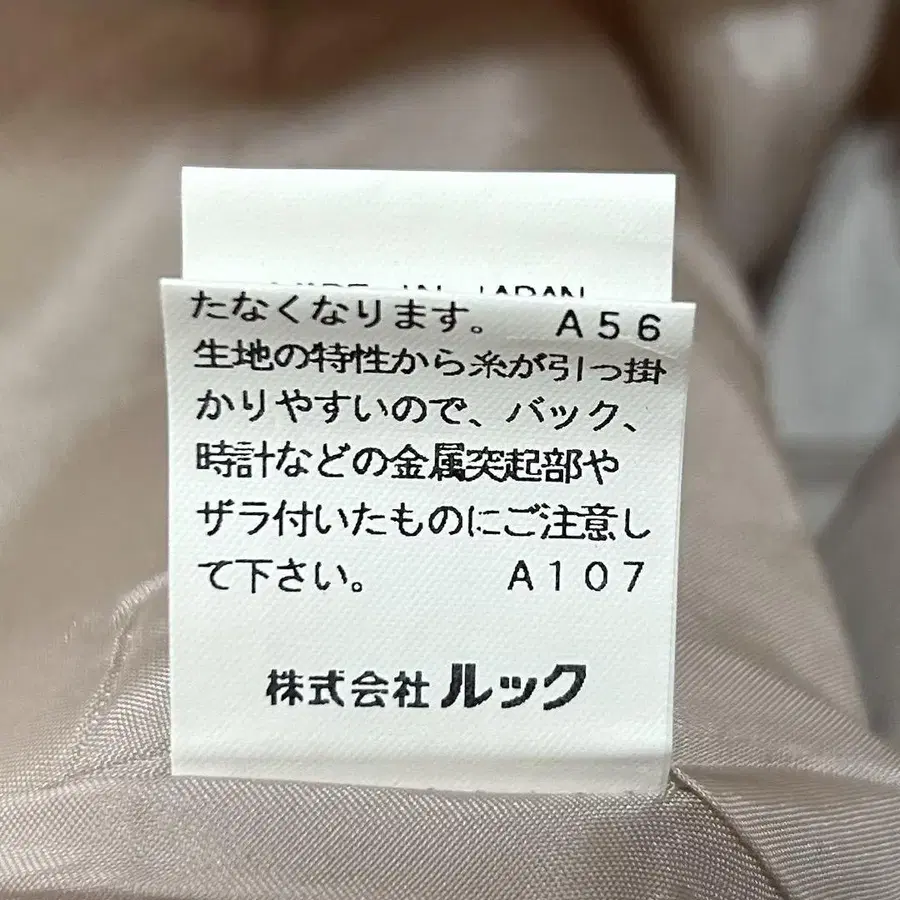 MADE IN JAPAN
たなくなります。 A56
生地の特性から糸が引っ掛
かりやすいので、バック、
時計などの金属突起部や
ザラ付いたものにご注意し
て下さい。 A107
株式会社ルック